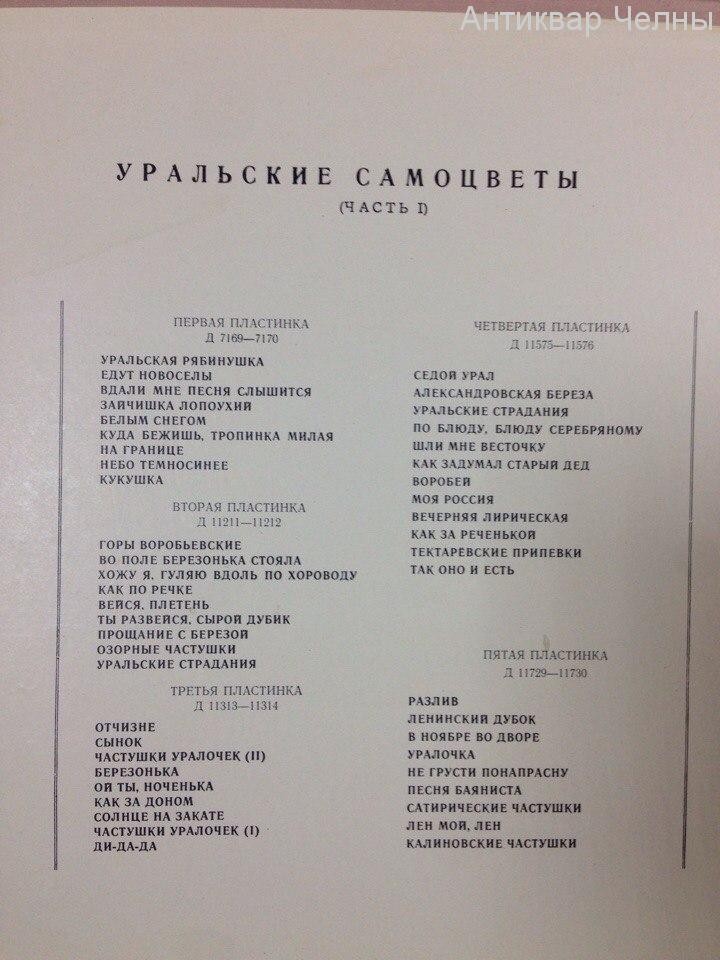 Антиквар Челны
УРАЛЬСКИЕ САМОЦВЕТЫ
(ЧАСТЬ I)
ПЕРВАЯ ПЛАСТИНКА
Д 7169—7170
УРАЛЬСКАЯ РЯБИНУШКА
ЕДУТ НОВОСЕЛЫ
ВДАЛИ МНЕ ПЕСНЯ СЛЫШИТСЯ
ЗАЙЧИШКА ЛОПОУХИЙ
БЕЛЫМ СНЕГОМ
КУДА БЕЖИШЬ, ТРОПИНКА МИЛАЯ
НА ГРАНИЦЕ
НЕБО ТЕМНОСИНЕЕ
КУКУШКА
ВТОРАЯ ПЛАСТИНКА
Д 11211—11212
ГОРЫ ВОРОБЬЕВСКИЕ
ВО ПОЛЕ БЕРЕЗОНЬКА СТОЯЛА
ХОЖУ Я, ГУЛЯЮ ВДОЛЬ ПО ХОРОВОДУ
КАК ПО РЕЧКЕ
ВЕЙСЯ, ПЛЕТЕНЬ
ТЫ РАЗВЕЙСЯ, СЫРОЙ ДУБИК
ПРОЩАНИЕ С БЕРЕЗОЙ
ОЗОРНЫЕ ЧАСТУШКИ
УРАЛЬСКИЕ СТРАДАНИЯ
ТРЕТЬЯ ПЛАСТИНКА
Д 11313—11314
ОТЧИЗНЕ
СЫНОК
ЧАСТУШКИ УРАЛОЧЕК (II)
БЕРЕЗОНЬКА
ОЙ ТЫ, НОЧЕНЬКА
КАК ЗА ДОНОМ
СОЛНЦЕ НА ЗАКАТЕ
ЧАСТУШКИ УРАЛОЧЕК (I)
ДИ-ДА-ДА
ЧЕТВЕРТАЯ ПЛАСТИНКА
Д 11575—11576
СЕДОЙ УРАЛ
АЛЕКСАНДРОВСКАЯ БЕРЕЗА
УРАЛЬСКИЕ СТРАДАНИЯ
ПО БЛЮДУ, БЛЮДУ СЕРЕБРЯНОМУ
ШЛИ МНЕ ВЕСТОЧКУ
КАК ЗАДУМАЛ СТАРЫЙ ДЕД
ВОРОБЕЙ
МОЯ РОССИЯ
ВЕЧЕРНЯЯ ЛИРИЧЕСКАЯ
КАК ЗА РЕЧЕНЬКОЙ
ТЕКТАРЕВСКИЕ ПРИПЕВКИ
ТАК ОНО И ЕСТЬ
ПЯТАЯ ПЛАСТИНКА
Д 11729—11730
РАЗЛИВ
ЛЕНИНСКИЙ ДУБОК
В НОЯБРЕ ВО ДВОРЕ
УРАЛОЧКА
НЕ ГРУСТИ ПОНАПРАСНУ
ПЕСНЯ БАЯНИСТА
САТИРИЧЕСКИЕ ЧАСТУШКИ
ЛЕН МОЙ, ЛЕН
КАЛИНОВСКИЕ ЧАСТУШКИ